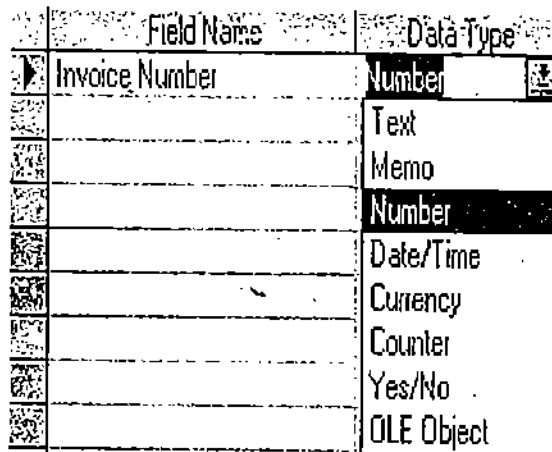 Field Name Data Type
Invoice Number Number
Text
Memo
Number
Date/Time
Currency
Counter
Yes/No
OLE Object